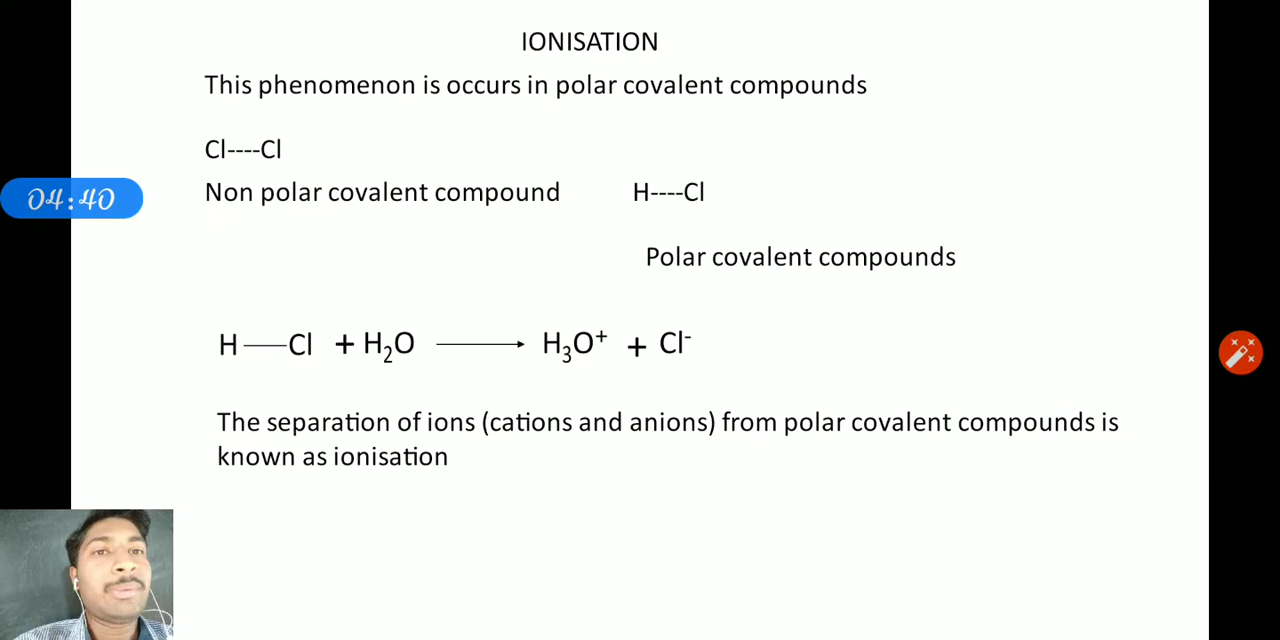 IONISATION
This phenomenon is occurs in polar covalent compounds
Cl----Cl
04:40
Non polar covalent compound
H----Cl
Polar covalent compounds
H—Cl + H₂O ⟶ H₃O⁺ + Cl⁻
The separation of ions (cations and anions) from polar covalent compounds is
known as ionisation